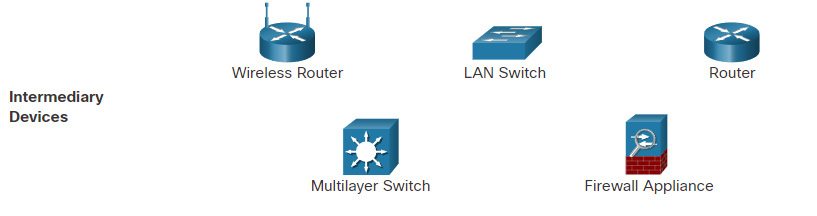 Wireless Router
LAN Switch
Router
Intermediary
Devices
Multilayer Switch
Firewall Appliance